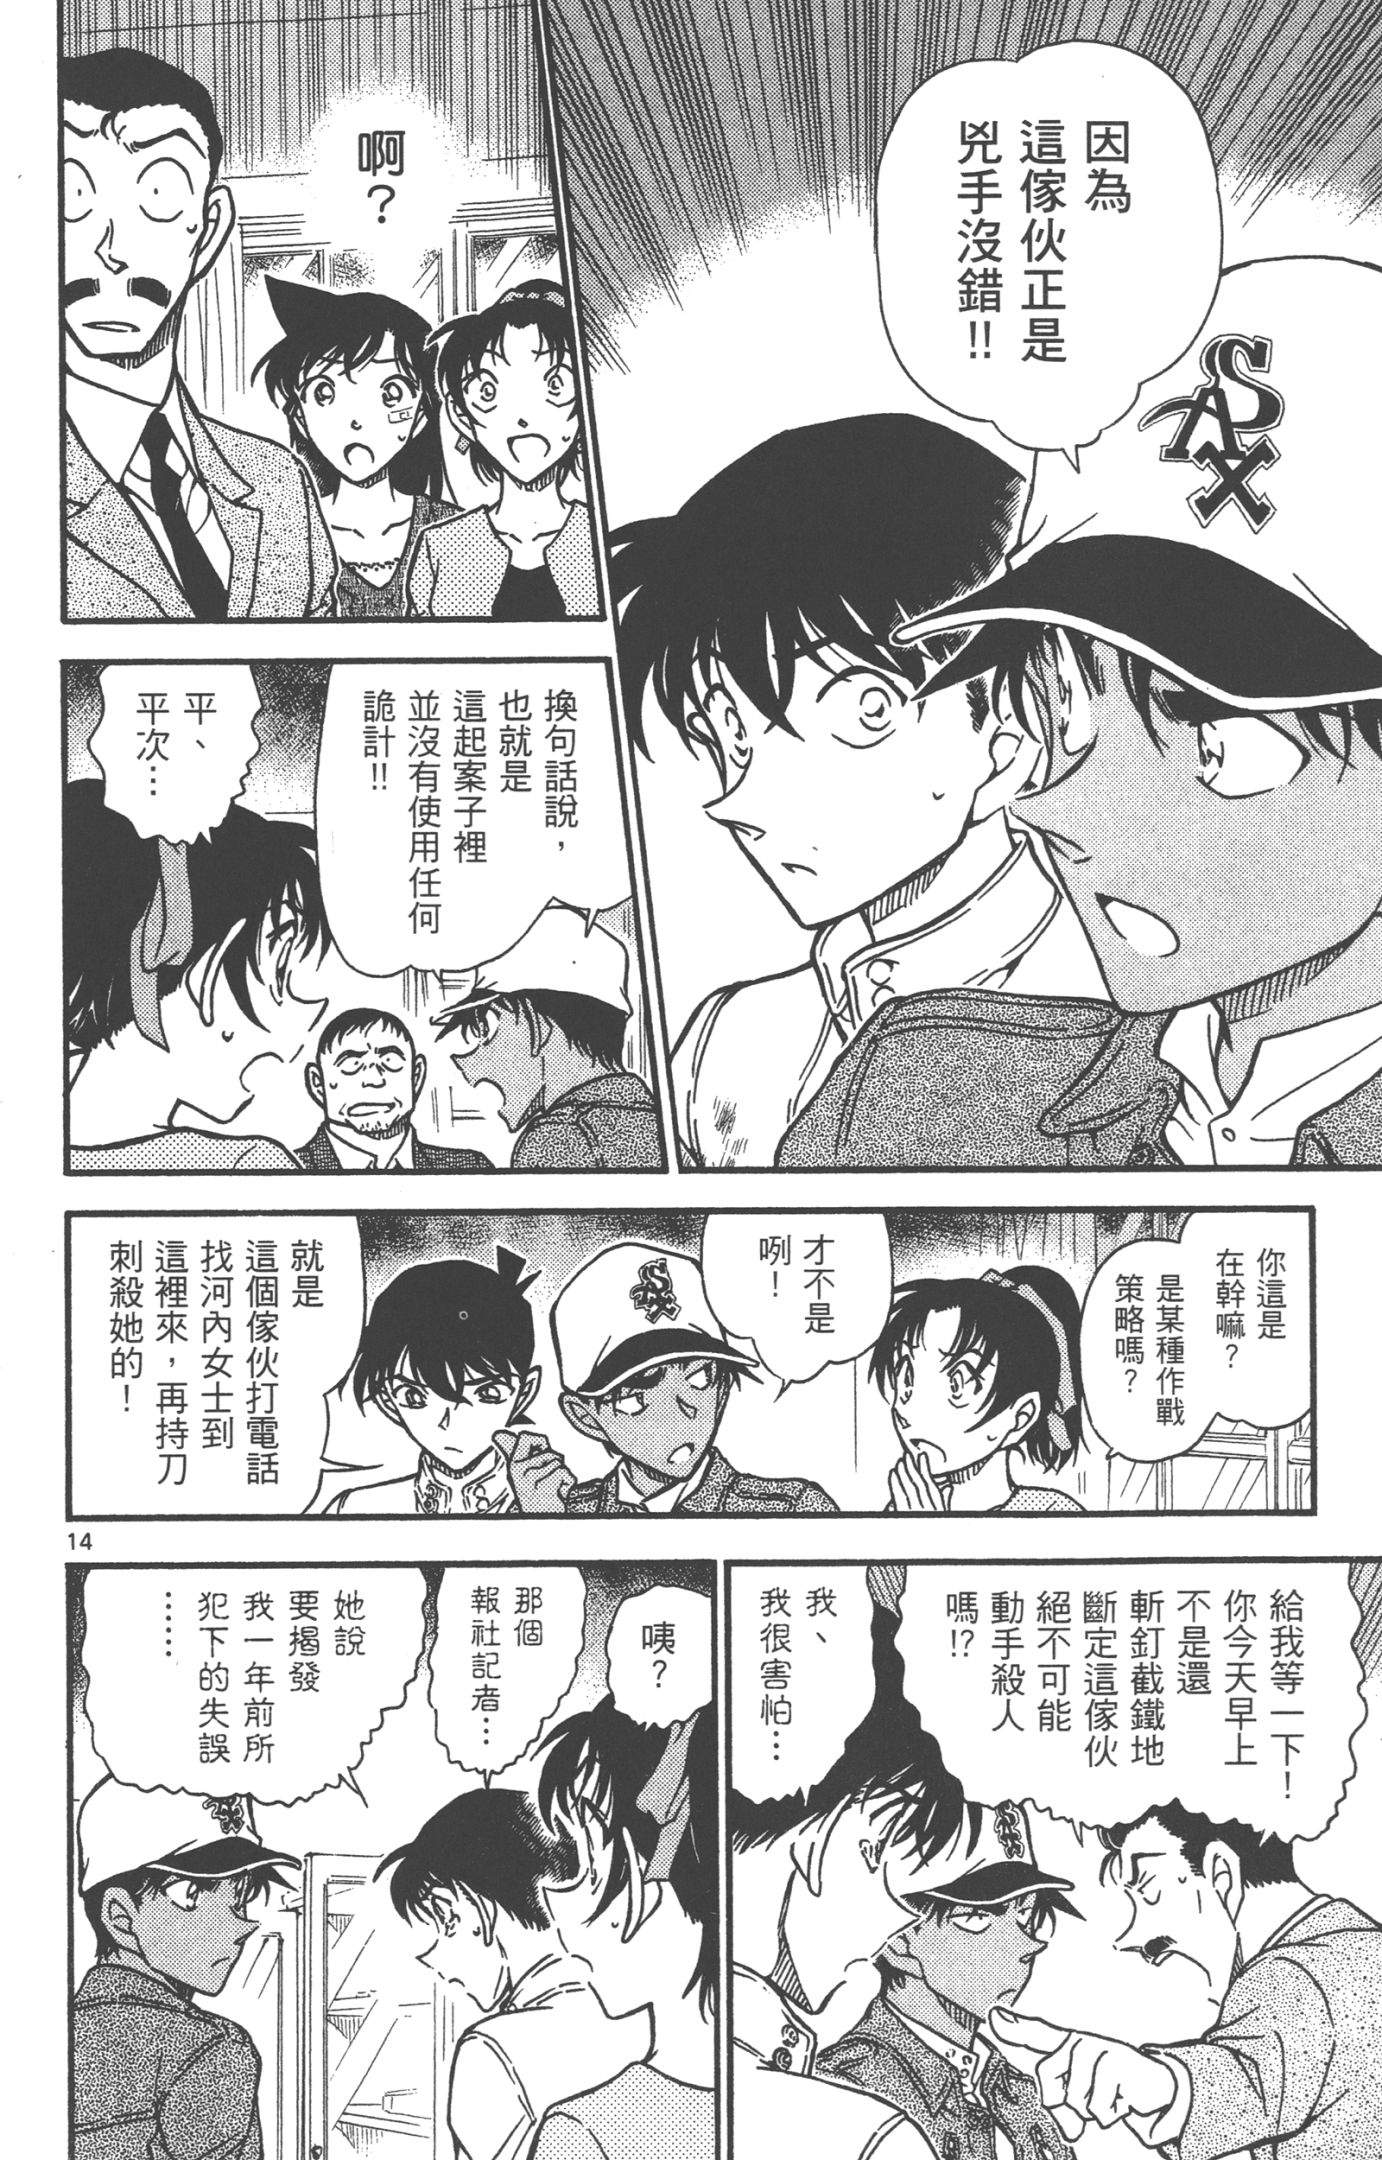 因為
這傢伙正是
兇手沒錯!!
SAX
啊?
換句話說，
也就是
這起案子裡
並沒有使用任何
詭計!!
平、
平次…
你這是
在幹嘛?
是某種作戰
策略嗎?
才不是
咧!
SAX
就是
這個傢伙打電話
找河內女士到
這裡來，再持刀
刺殺她的!
14
給我等一下!
你今天早上
不是還
斬釘截鐵地
斷定這傢伙
絕不可能
動手殺人
嗎!?
我、
我很害怕…
SAX
咦?
那個
報社記者…
她說
要揭發
我一年前所
犯下的失誤
……
SAX